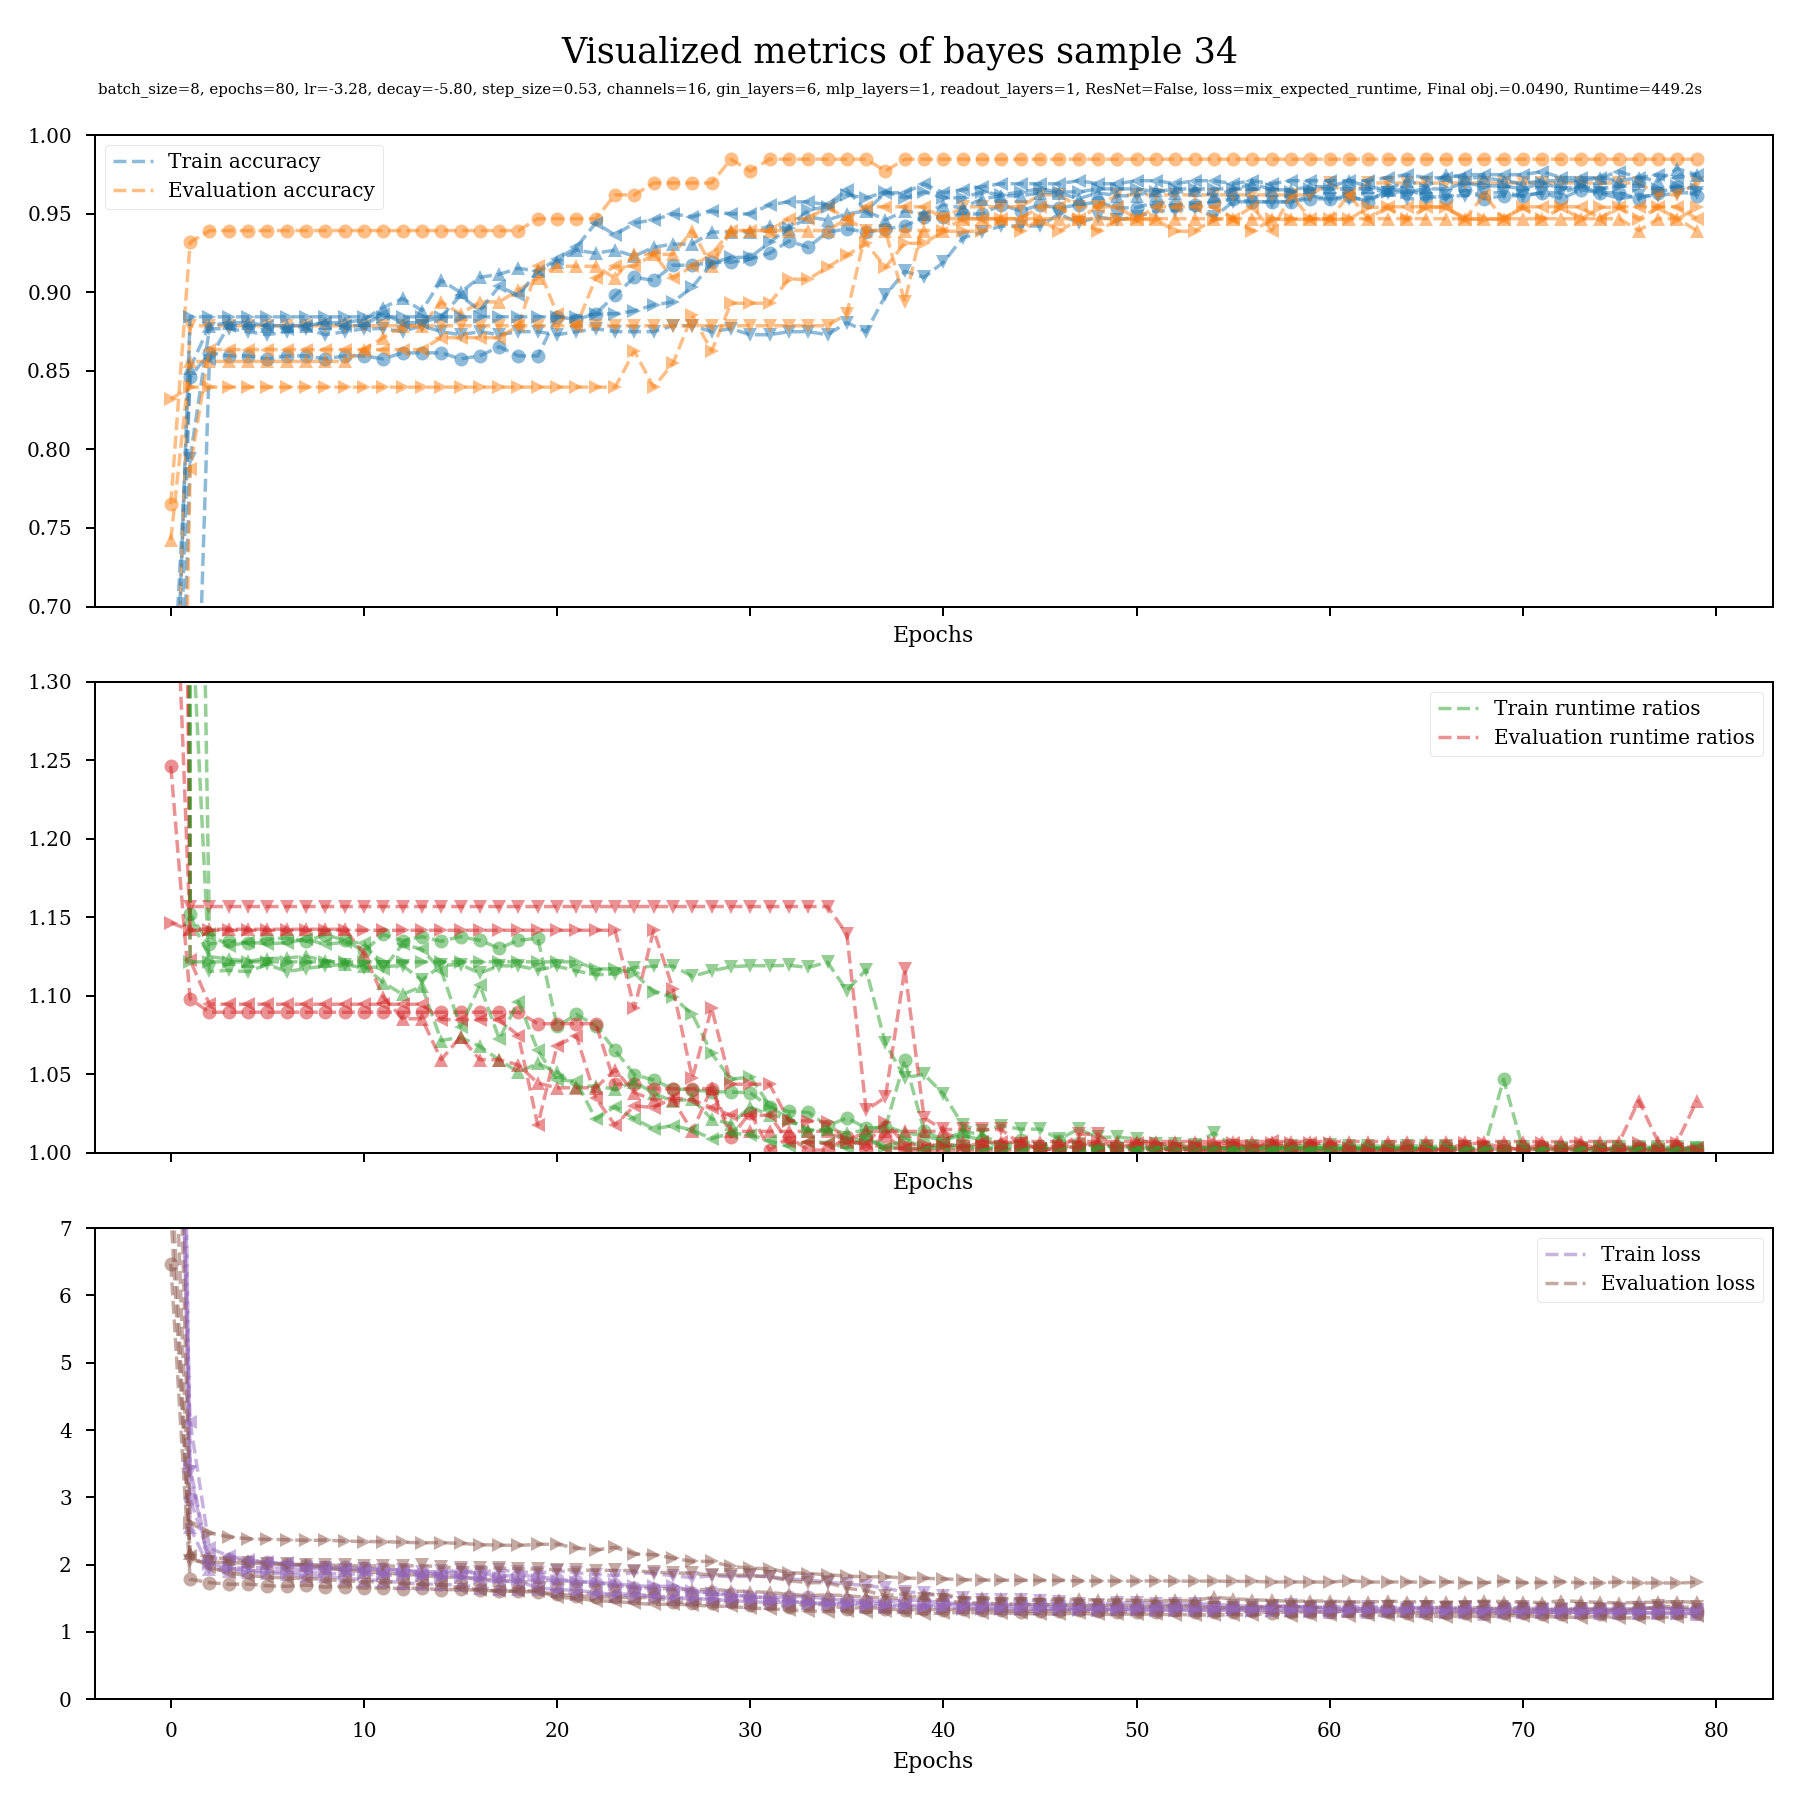 Visualized metrics of bayes sample 34
batch_size=8, epochs=80, lr=-3.28, decay=-5.80, step_size=0.53, channels=16, gin_layers=6, mlp_layers=1, readout_layers=1, ResNet=False, loss=mix_expected_runtime, Final obj.=0.0490, Runtime=449.2s
1.00
0.95
0.90
0.85
0.80
0.75
0.70
Train accuracy
Evaluation accuracy
Epochs
1.30
1.25
1.20
1.15
1.10
1.05
1.00
Train runtime ratios
Evaluation runtime ratios
Epochs
7
6
5
4
3
2
1
0
Train loss
Evaluation loss
0 10 20 30 40 50 60 70 80
Epochs